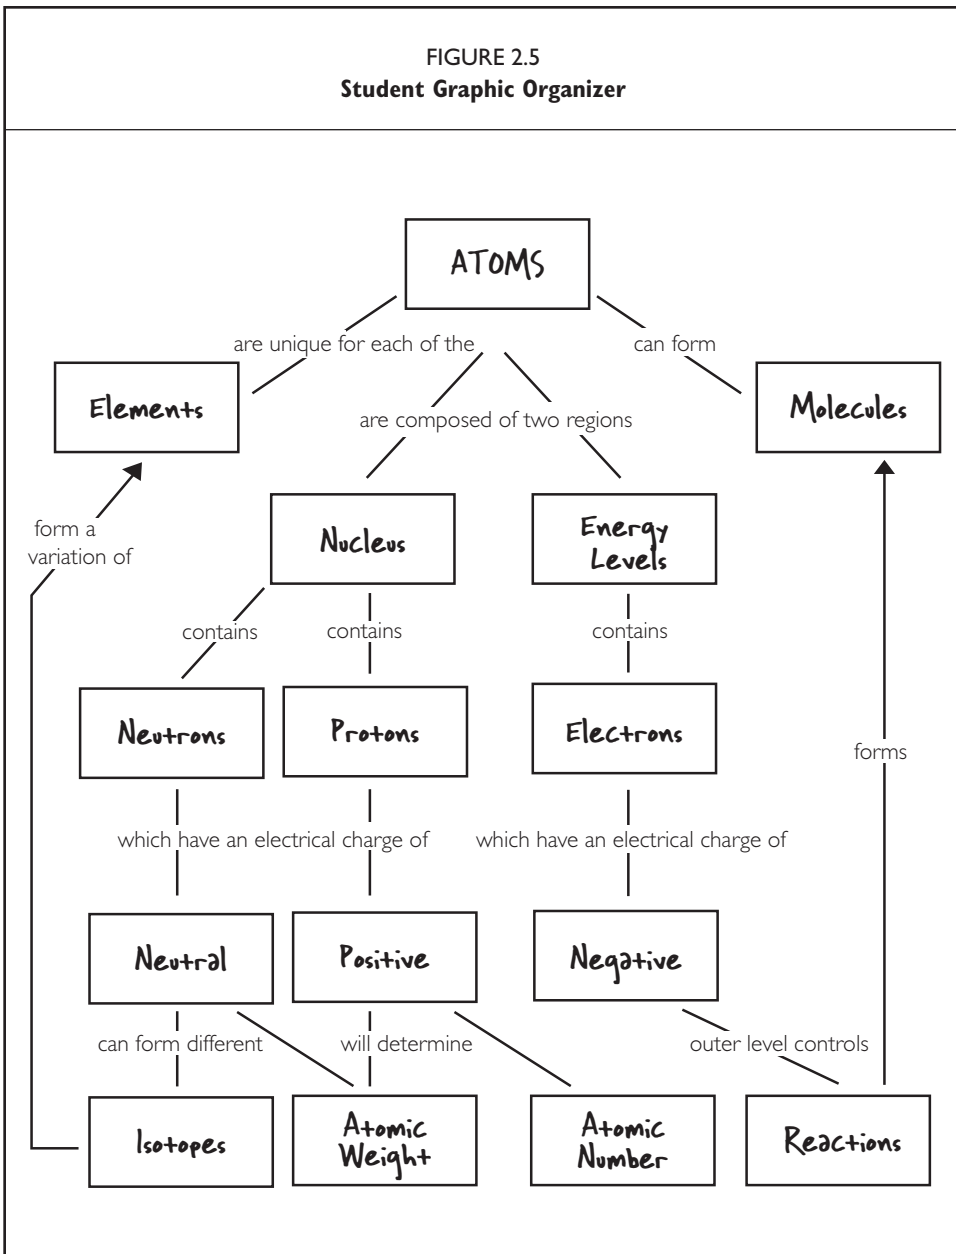 FIGURE 2.5
Student Graphic Organizer
ATOMS
are unique for each of the
can form
Elements
Molecules
are composed of two regions
form a
variation of
Nucleus
Energy
Levels
contains
contains
contains
Neutrons
Protons
Electrons
forms
which have an electrical charge of
which have an electrical charge of
Neutral
Positive
Negative
can form different
will determine
outer level controls
Isotopes
Atomic
Weight
Atomic
Number
Reactions